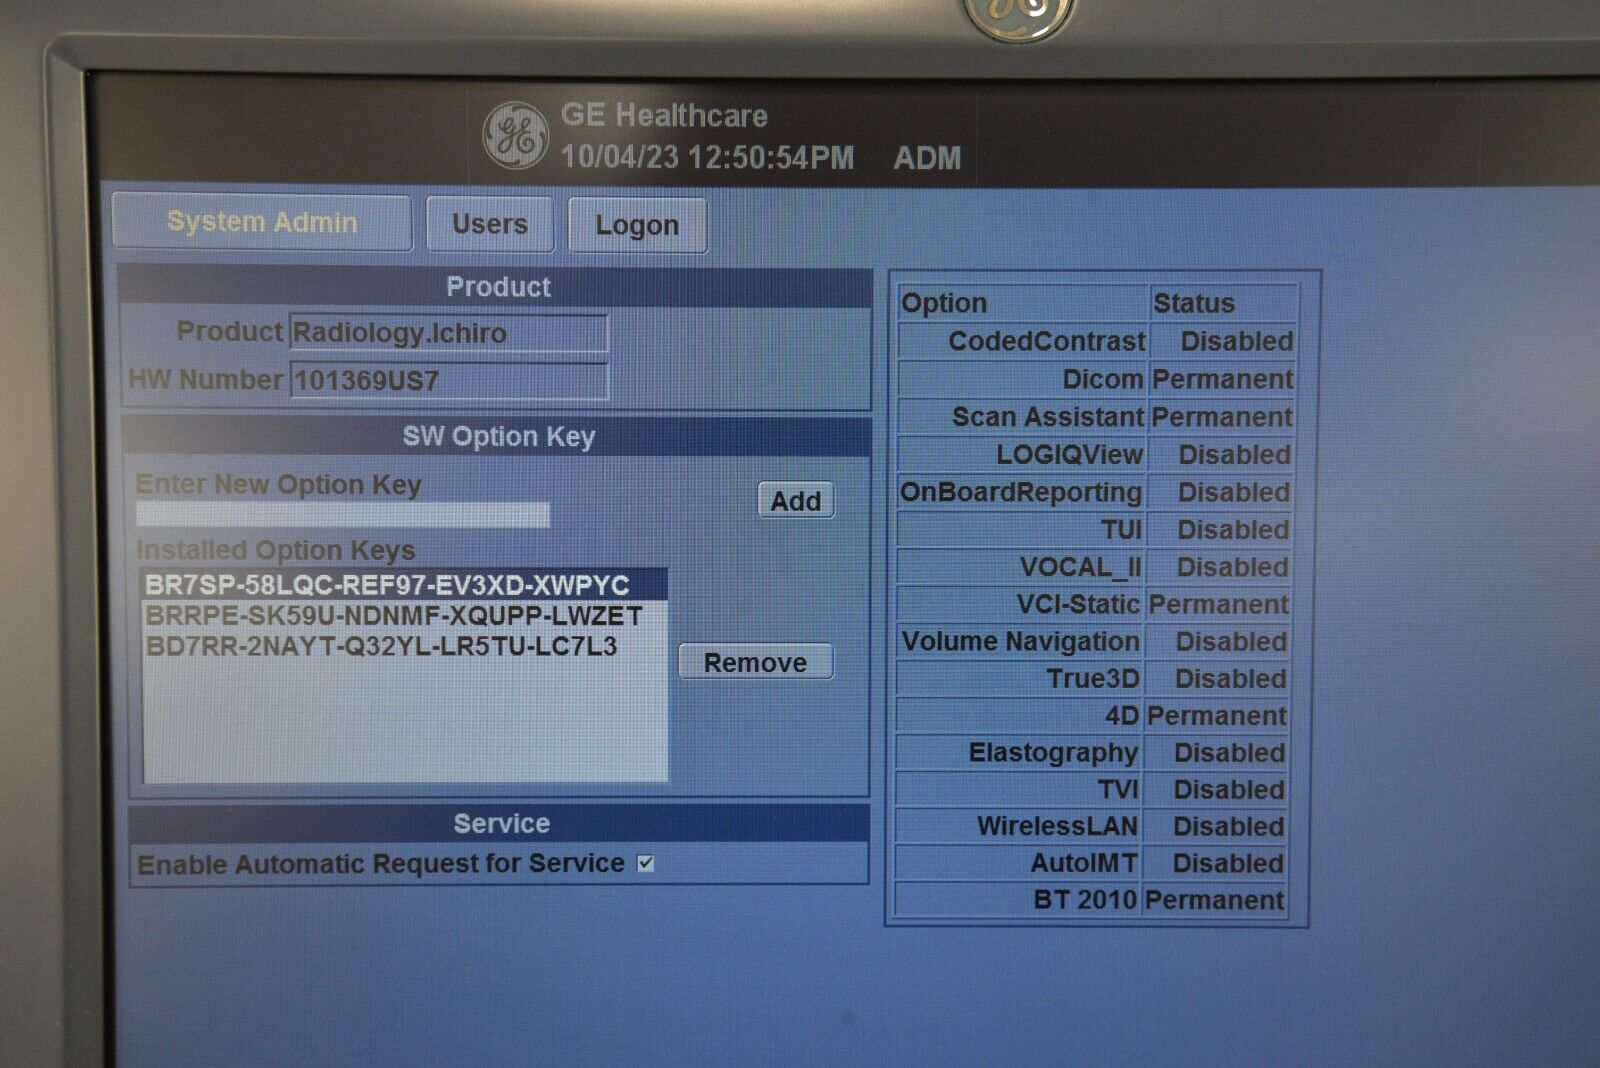 GE Healthcare
10/04/23 12:50:54PM ADM
System Admin Users Logon
Product
Product Radiology.Ichiro
HW Number 101369US7
SW Option Key
Enter New Option Key
Add
Installed Option Keys
BR7SP-58LQC-REF97-EV3XD-XWPYC
BRRPE-SK59U-NDNMF-XQUPP-LWZET
BD7RR-2NAYT-Q32YL-LR5TU-LC7L3
Remove
Service
Enable Automatic Request for Service
Option Status
CodedContrast Disabled
Dicom Permanent
Scan Assistant Permanent
LOGIQView Disabled
OnBoardReporting Disabled
TUI Disabled
VOCAL_II Disabled
VCI-Static Permanent
Volume Navigation Disabled
True3D Disabled
4D Permanent
Elastography Disabled
TVI Disabled
WirelessLAN Disabled
AutoIMT Disabled
BT 2010 Permanent